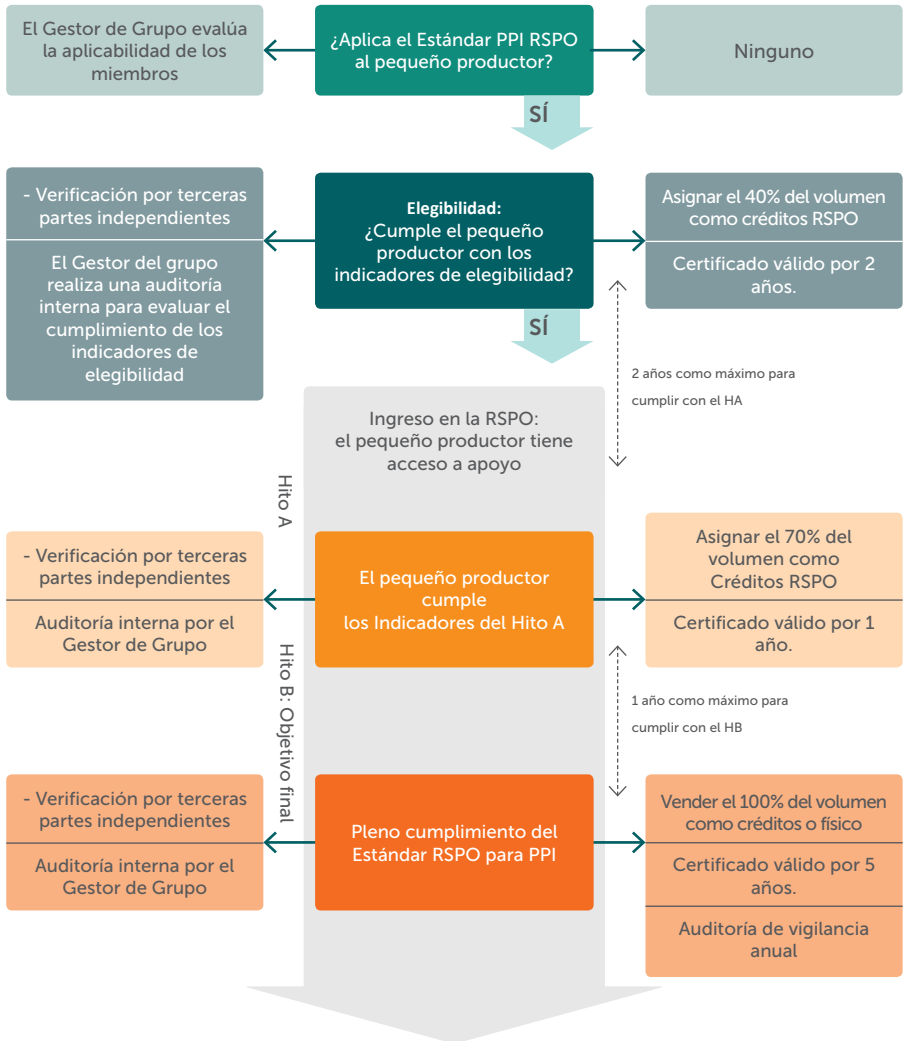 El Gestor de Grupo evalúa
la aplicabilidad de los
miembros
¿Aplica el Estándar PPI RSPO
al pequeño productor?
Ninguno
SÍ
- Verificación por terceras
partes independientes
El Gestor del grupo
realiza una auditoría
interna para evaluar el
cumplimiento de los
indicadores de
elegibilidad
Elegibilidad:
¿Cumple el pequeño
productor con los
indicadores de elegibilidad?
Asignar el 40% del volumen
como créditos RSPO
Certificado válido por 2
años.
SÍ
2 años como máximo para
cumplir con el HA
Ingreso en la RSPO:
el pequeño productor tiene
acceso a apoyo
Hito A
- Verificación por terceras
partes independientes
Auditoría interna por el
Gestor de Grupo
El pequeño productor
cumple
los Indicadores del Hito A
Asignar el 70% del
volumen como
Créditos RSPO
Certificado válido por 1
año.
Hito B: Objetivo final
1 año como máximo para
cumplir con el HB
- Verificación por terceras
partes independientes
Auditoría interna por el
Gestor de Grupo
Pleno cumplimiento del
Estándar RSPO para PPI
Vender el 100% del volumen
como créditos o físico
Certificado válido por 5
años.
Auditoría de vigilancia
anual